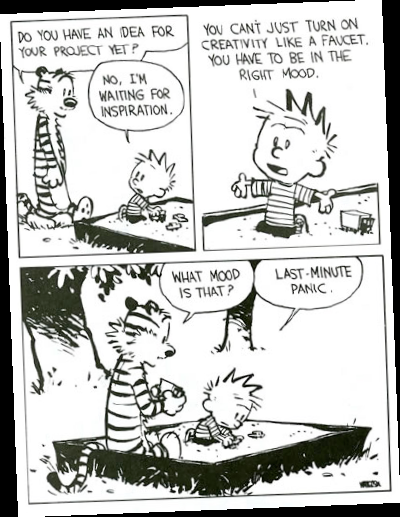 DO YOU HAVE AN IDEA FOR
YOUR PROJECT YET?
NO, I'M
WAITING FOR
INSPIRATION.
YOU CAN'T JUST TURN ON
CREATIVITY LIKE A FAUCET.
YOU HAVE TO BE IN THE
RIGHT MOOD.
WHAT MOOD
IS THAT?
LAST-MINUTE
PANIC.